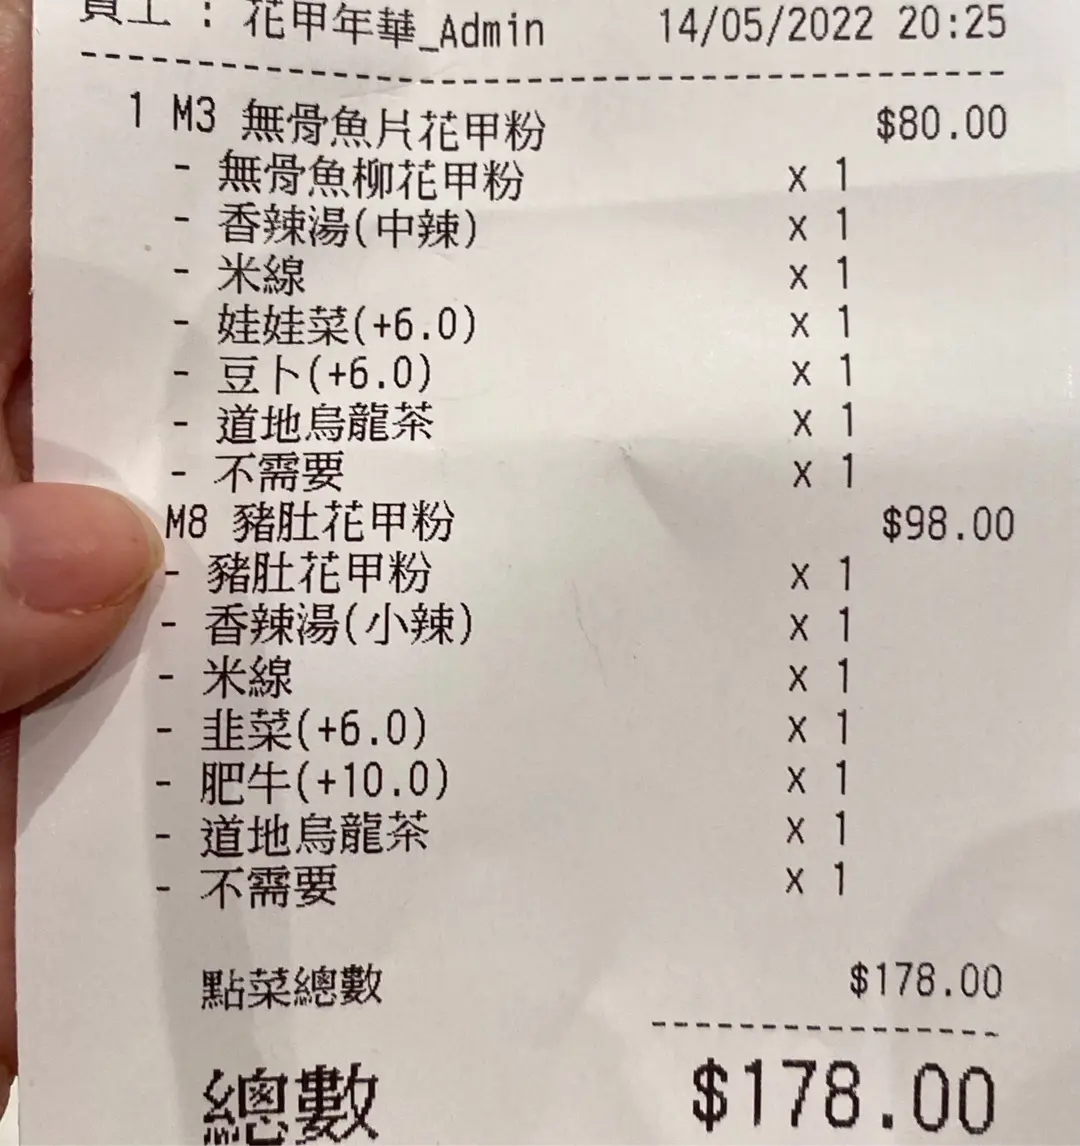 員工 : 花甲年華_Admin 14/05/2022 20:25
1 M3 無骨魚片花甲粉 $80.00
- 無骨魚柳花甲粉 x 1
- 香辣湯(中辣) x 1
- 米線 x 1
- 娃娃菜(+6.0) x 1
- 豆卜(+6.0) x 1
- 道地烏龍茶 x 1
- 不需要 x 1
M8 豬肚花甲粉 $98.00
- 豬肚花甲粉 x 1
- 香辣湯(小辣) x 1
- 米線 x 1
- 韭菜(+6.0) x 1
- 肥牛(+10.0) x 1
- 道地烏龍茶 x 1
- 不需要 x 1
點菜總數 $178.00
總數 $178.00